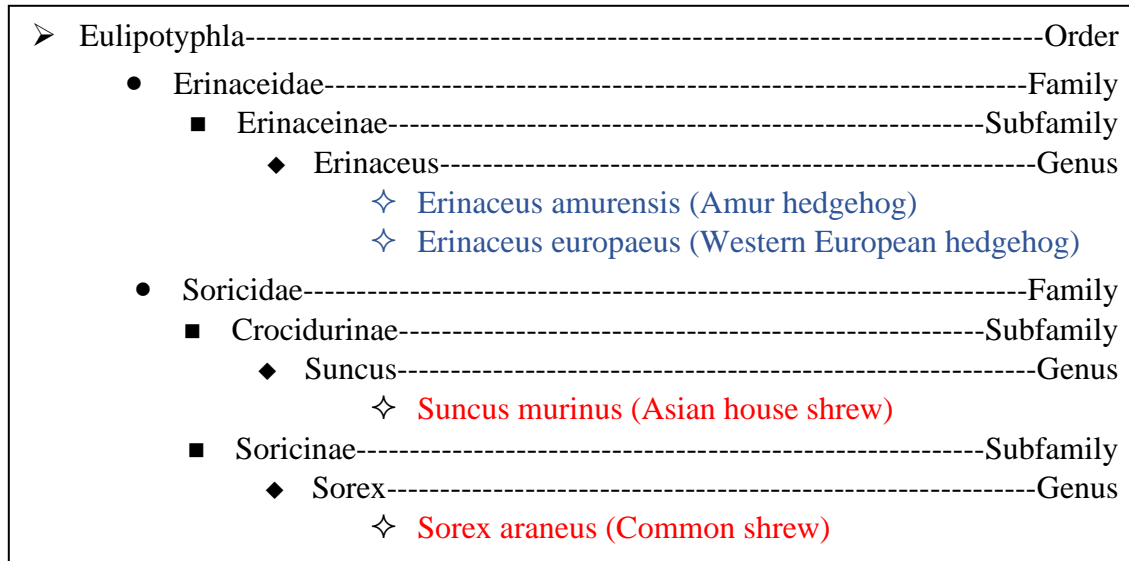 ➢ Eulipotyphla---------------------------------------------------------------------------Order
● Erinaceidae------------------------------------------------------------------Family
■ Erinaceinae--------------------------------------------------------Subfamily
◆ Erinaceus--------------------------------------------------------Genus
✧ Erinaceus amurensis (Amur hedgehog)
✧ Erinaceus europaeus (Western European hedgehog)
● Soricidae--------------------------------------------------------------------Family
■ Crocidurinae-------------------------------------------------------Subfamily
◆ Suncus------------------------------------------------------------Genus
✧ Suncus murinus (Asian house shrew)
■ Soricinae-----------------------------------------------------------Subfamily
◆ Sorex-------------------------------------------------------------Genus
✧ Sorex araneus (Common shrew)